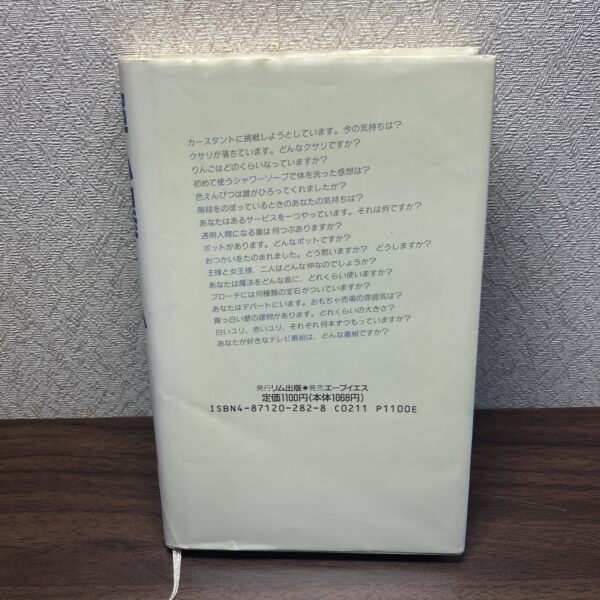 カースタントに挑戦しようとしています。今の気持ちは？
クサリが落ちています。どんなクサリですか？
りんごはどのくらいなっていますか？
初めて使うシャワーソープで体を洗った感想は？
色えんぴつは誰がひろってくれましたか？
階段をのぼっているときのあなたの気持ちは？
あなたはあるサービスを一つやっています。それは何ですか？
透明人間になる薬は何つぶありますか？
ポットがあります。どんなポットですか？
おつかいをたのまれました。どう思いますか？　どうしますか？
王様と女王様、二人はどんな仲なのでしょうか？
あなたは魔法をどんな風に、どれくらい使いますか？
ブローチには何種類の宝石がついていますか？
あなたはデパートにいます。おもちゃ売場の雰囲気は？
真っ白い壁の建物があります。どれくらいの大きさ？
白いユリ、赤いユリ、それぞれ何本ずつもっていますか？
あなたが好きなテレビ番組は、どんな番組ですか？
発行リム出版●発売エーブイエス
定価1100円(本体1068円)
ISBN4-87120-282-8 C0211 P1100E